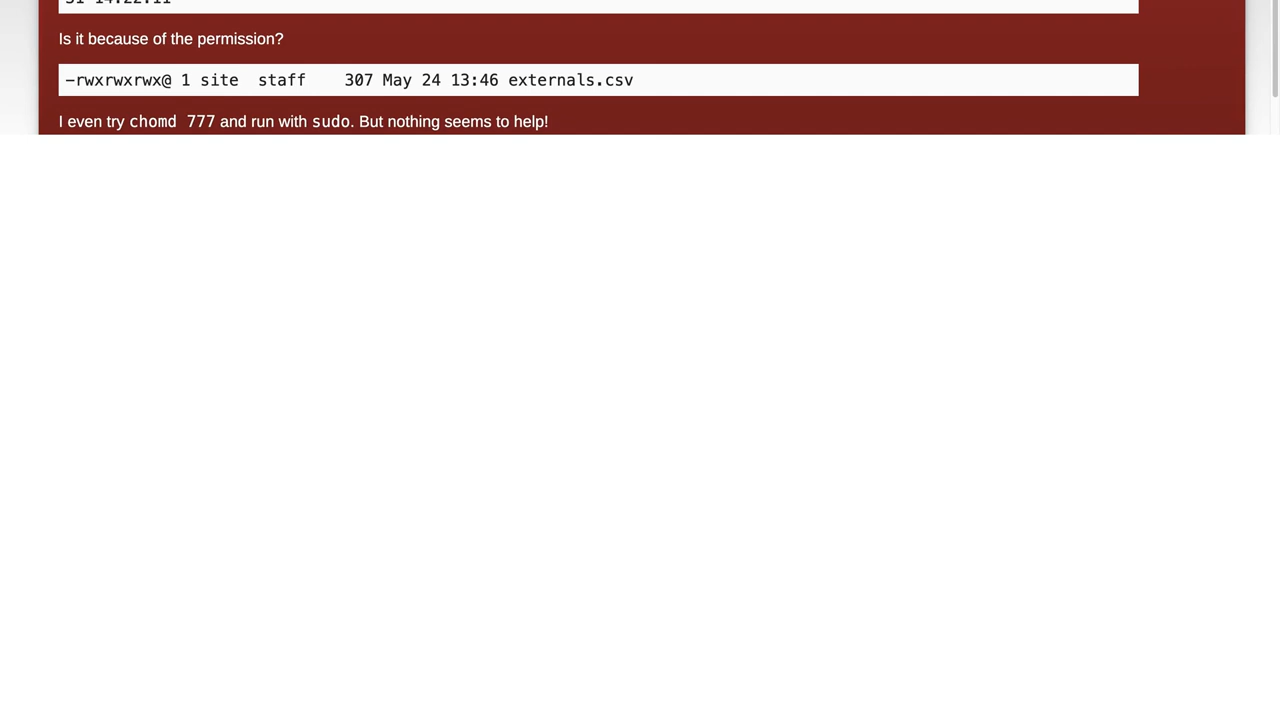 Is it because of the permission?
-rwxrwxrwx@ 1 site  staff    307 May 24 13:46 externals.csv
I even try chomd 777 and run with sudo. But nothing seems to help!